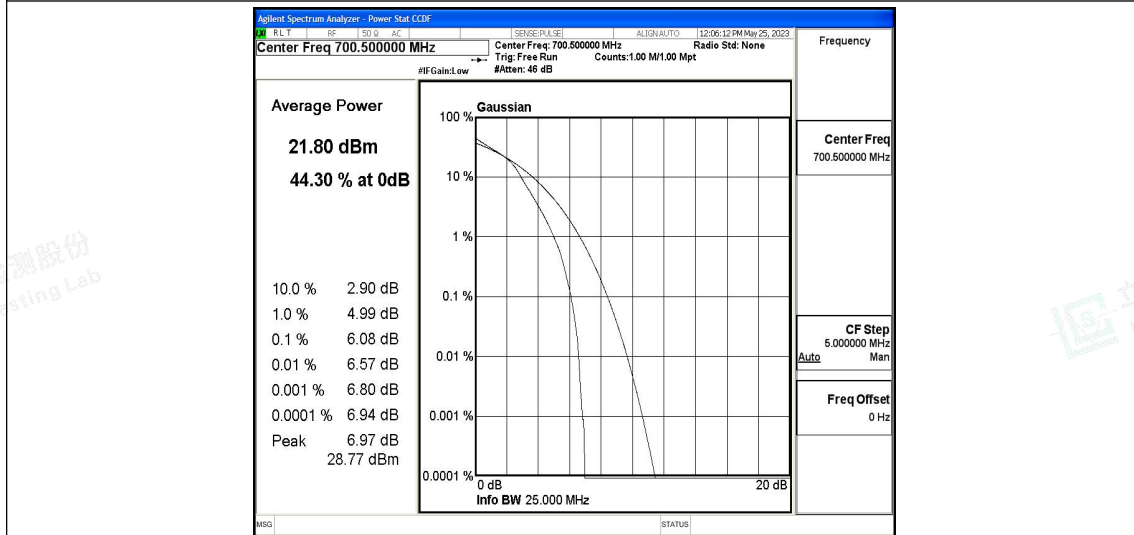 Agilent Spectrum Analyzer - Power Stat CCDF
LXI RLT RF 50 Ω AC SENSE:PULSE ALIGN AUTO 12:06:12 PM May 25, 2023
Center Freq 700.500000 MHz
Center Freq: 700.500000 MHz Radio Std: None
Trig: Free Run Counts:1.00 M/1.00 Mpt
#IFGain:Low #Atten: 46 dB
Frequency
Average Power
21.80 dBm
44.30 % at 0dB
10.0 % 2.90 dB
1.0 % 4.99 dB
0.1 % 6.08 dB
0.01 % 6.57 dB
0.001 % 6.80 dB
0.0001 % 6.94 dB
Peak 6.97 dB
28.77 dBm
Gaussian
100 %
10 %
1 %
0.1 %
0.01 %
0.001 %
0.0001 %
0 dB 20 dB
Info BW 25.000 MHz
Center Freq
700.500000 MHz
CF Step
5.000000 MHz
Auto Man
Freq Offset
0 Hz
MSG STATUS
测股份
esting Lab
立